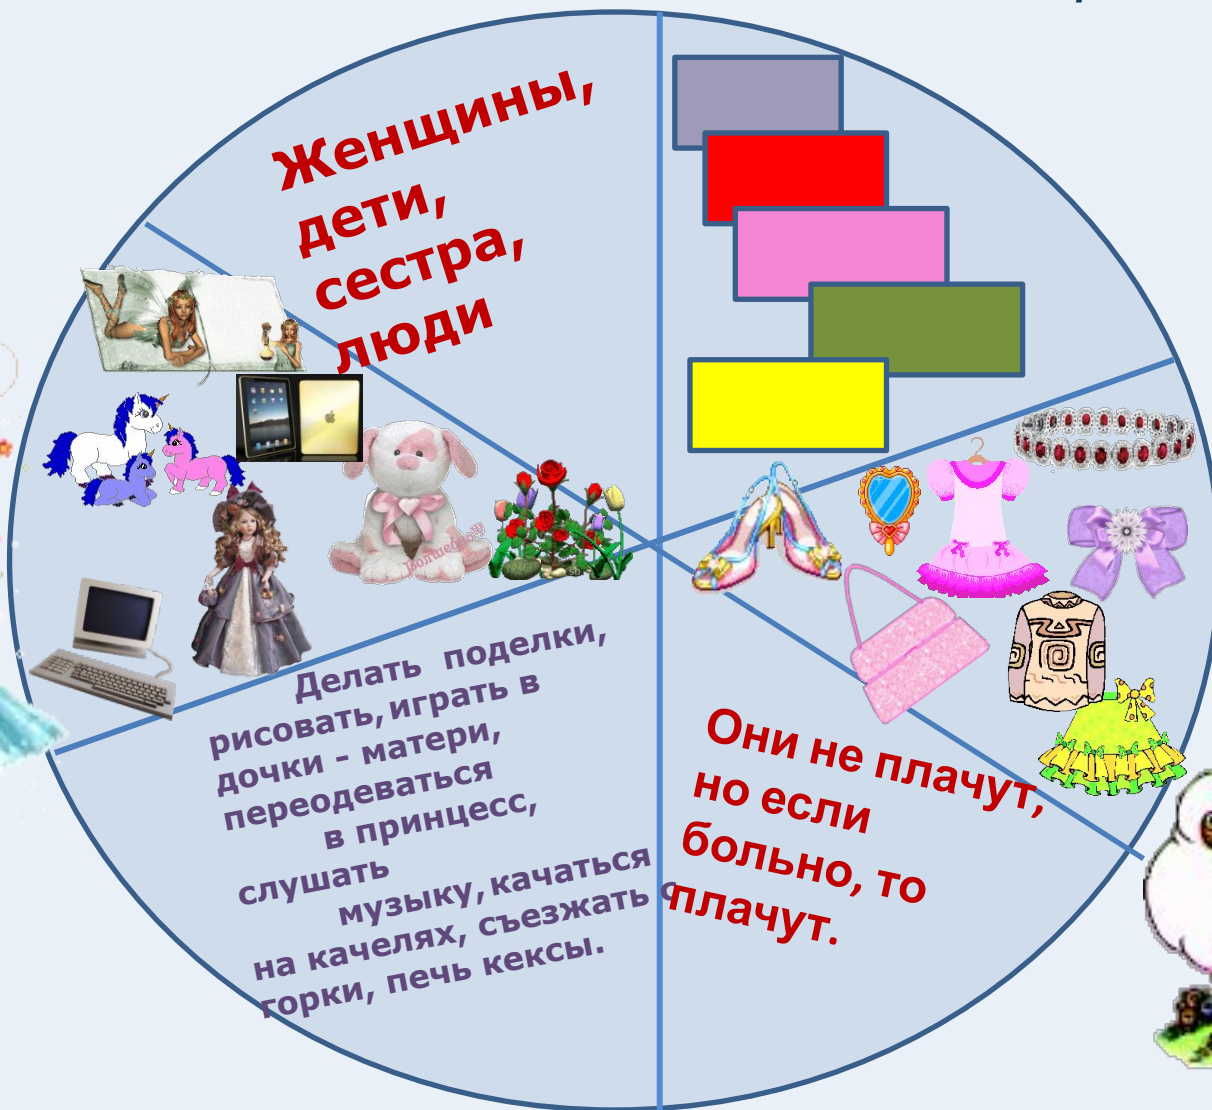 Женщины,
дети,
сестра,
люди
Делать поделки,
рисовать, играть в
дочки - матери,
переодеваться
в принцесс,
слушать
музыку, качаться
на качелях, съезжать с
горки, печь кексы.
Они не плачут,
но если
больно, то
плачут.